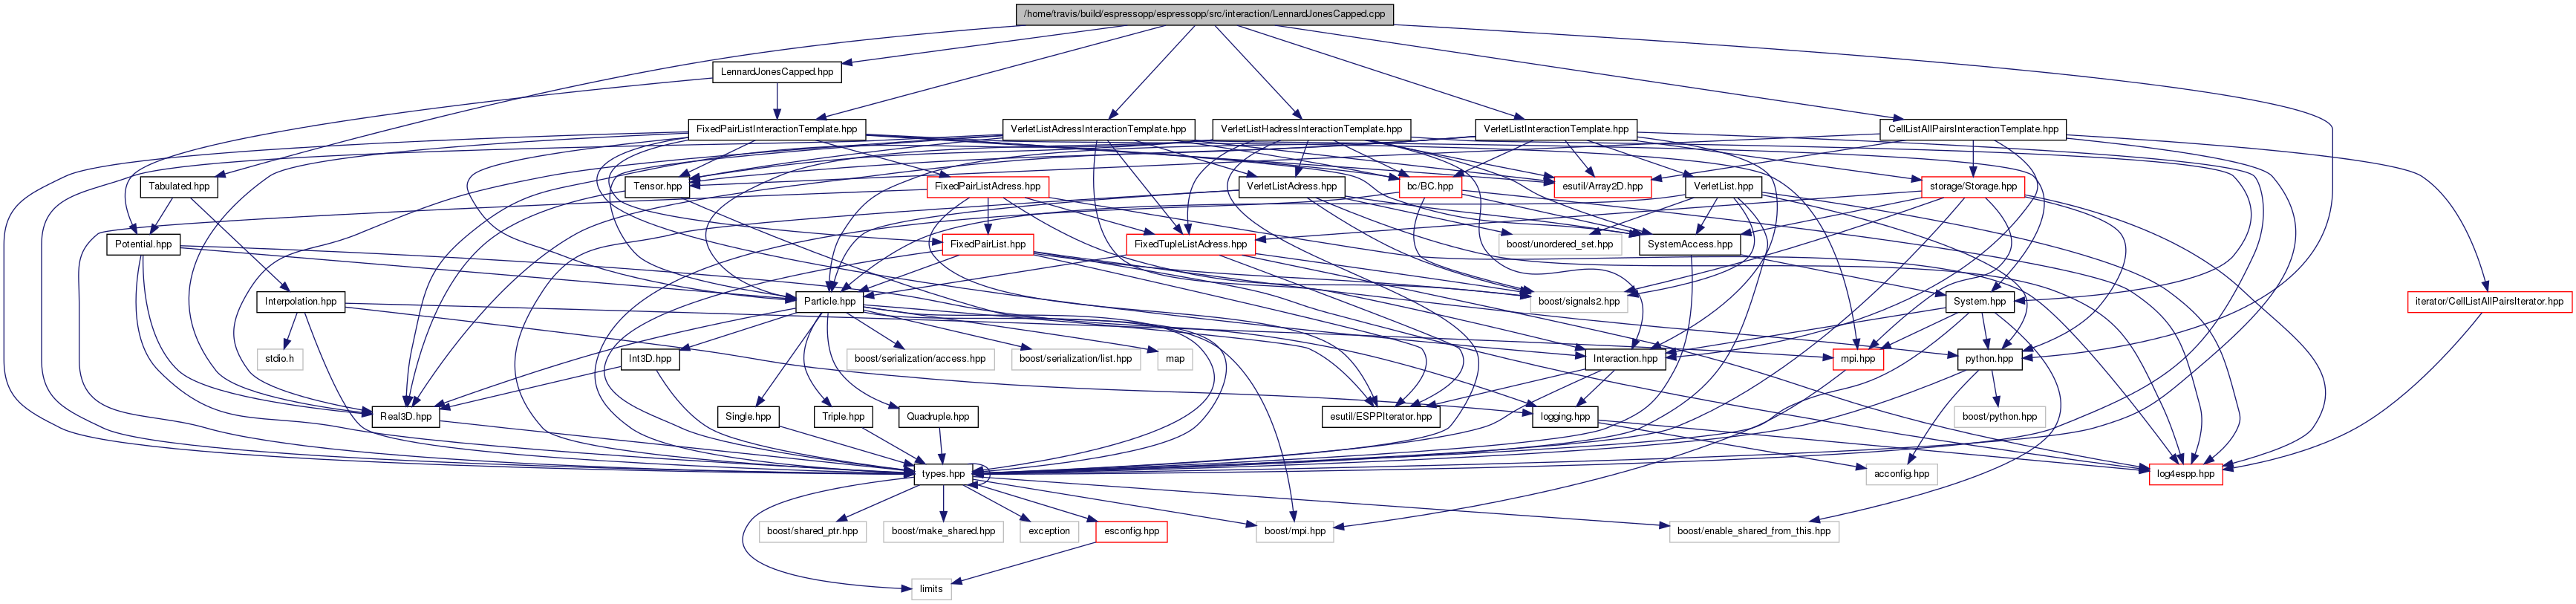 /home/travis/build/espressopp/espressopp/src/interaction/LennardJonesCapped.cpp
LennardJonesCapped.hpp
FixedPairListInteractionTemplate.hpp
VerletListAdressInteractionTemplate.hpp
VerletListHadressInteractionTemplate.hpp
VerletListInteractionTemplate.hpp
CellListAllPairsInteractionTemplate.hpp
Tabulated.hpp
Tensor.hpp
FixedPairListAdress.hpp
VerletListAdress.hpp
bc/BC.hpp
esutil/Array2D.hpp
VerletList.hpp
storage/Storage.hpp
Potential.hpp
FixedPairList.hpp
FixedTupleListAdress.hpp
boost/unordered_set.hpp
SystemAccess.hpp
Interpolation.hpp
Particle.hpp
boost/signals2.hpp
System.hpp
iterator/CellListAllPairsIterator.hpp
stdio.h
Int3D.hpp
boost/serialization/access.hpp
boost/serialization/list.hpp
map
Interaction.hpp
mpi.hpp
python.hpp
Real3D.hpp
Single.hpp
Triple.hpp
Quadruple.hpp
esutil/ESPPIterator.hpp
logging.hpp
boost/python.hpp
types.hpp
acconfig.hpp
log4espp.hpp
boost/shared_ptr.hpp
boost/make_shared.hpp
exception
esconfig.hpp
boost/mpi.hpp
boost/enable_shared_from_this.hpp
limits